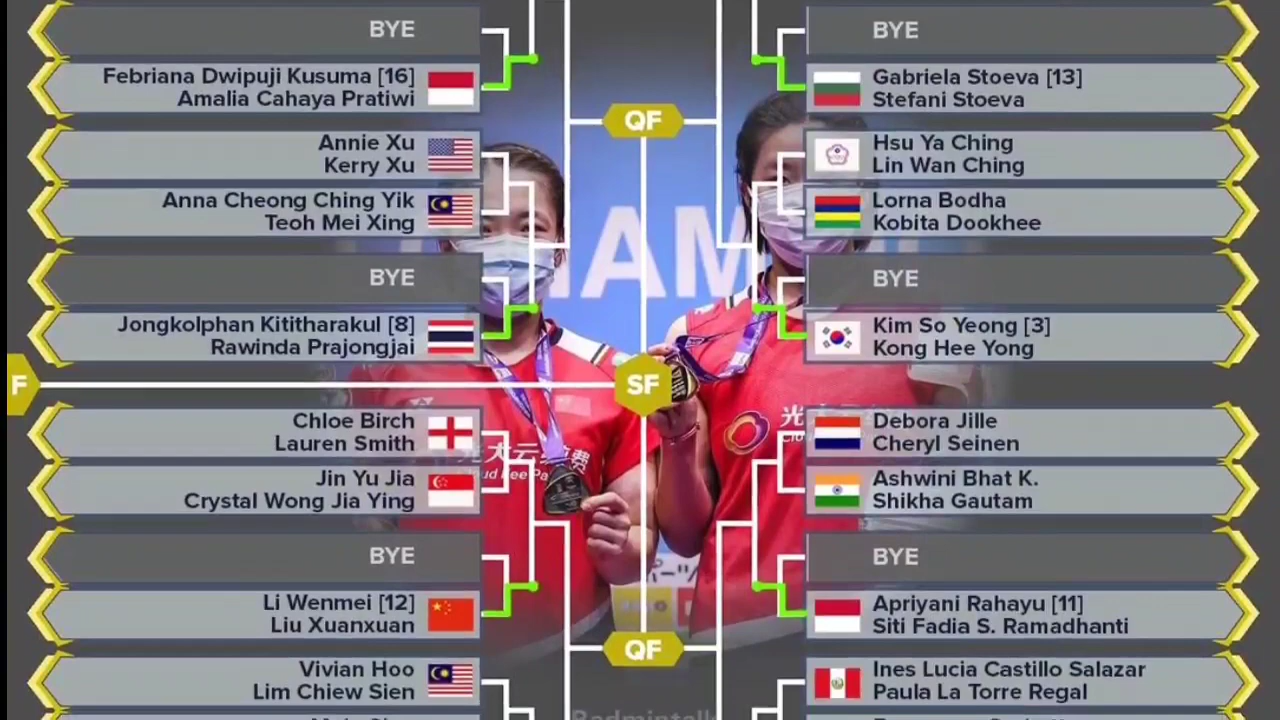 BYE
Febriana Dwipuji Kusuma [16]
Amalia Cahaya Pratiwi
Annie Xu
Kerry Xu
Anna Cheong Ching Yik
Teoh Mei Xing
BYE
Jongkolphan Kititharakul [8]
Rawinda Prajongjai
Chloe Birch
Lauren Smith
Jin Yu Jia
Crystal Wong Jia Ying
BYE
Li Wenmei [12]
Liu Xuanxuan
Vivian Hoo
Lim Chiew Sien
QF
F
SF
QF
BYE
Gabriela Stoeva [13]
Stefani Stoeva
Hsu Ya Ching
Lin Wan Ching
Lorna Bodha
Kobita Dookhee
BYE
Kim So Yeong [3]
Kong Hee Yong
Debora Jille
Cheryl Seinen
Ashwini Bhat K.
Shikha Gautam
BYE
Apriyani Rahayu [11]
Siti Fadia S. Ramadhanti
Ines Lucia Castillo Salazar
Paula La Torre Regal